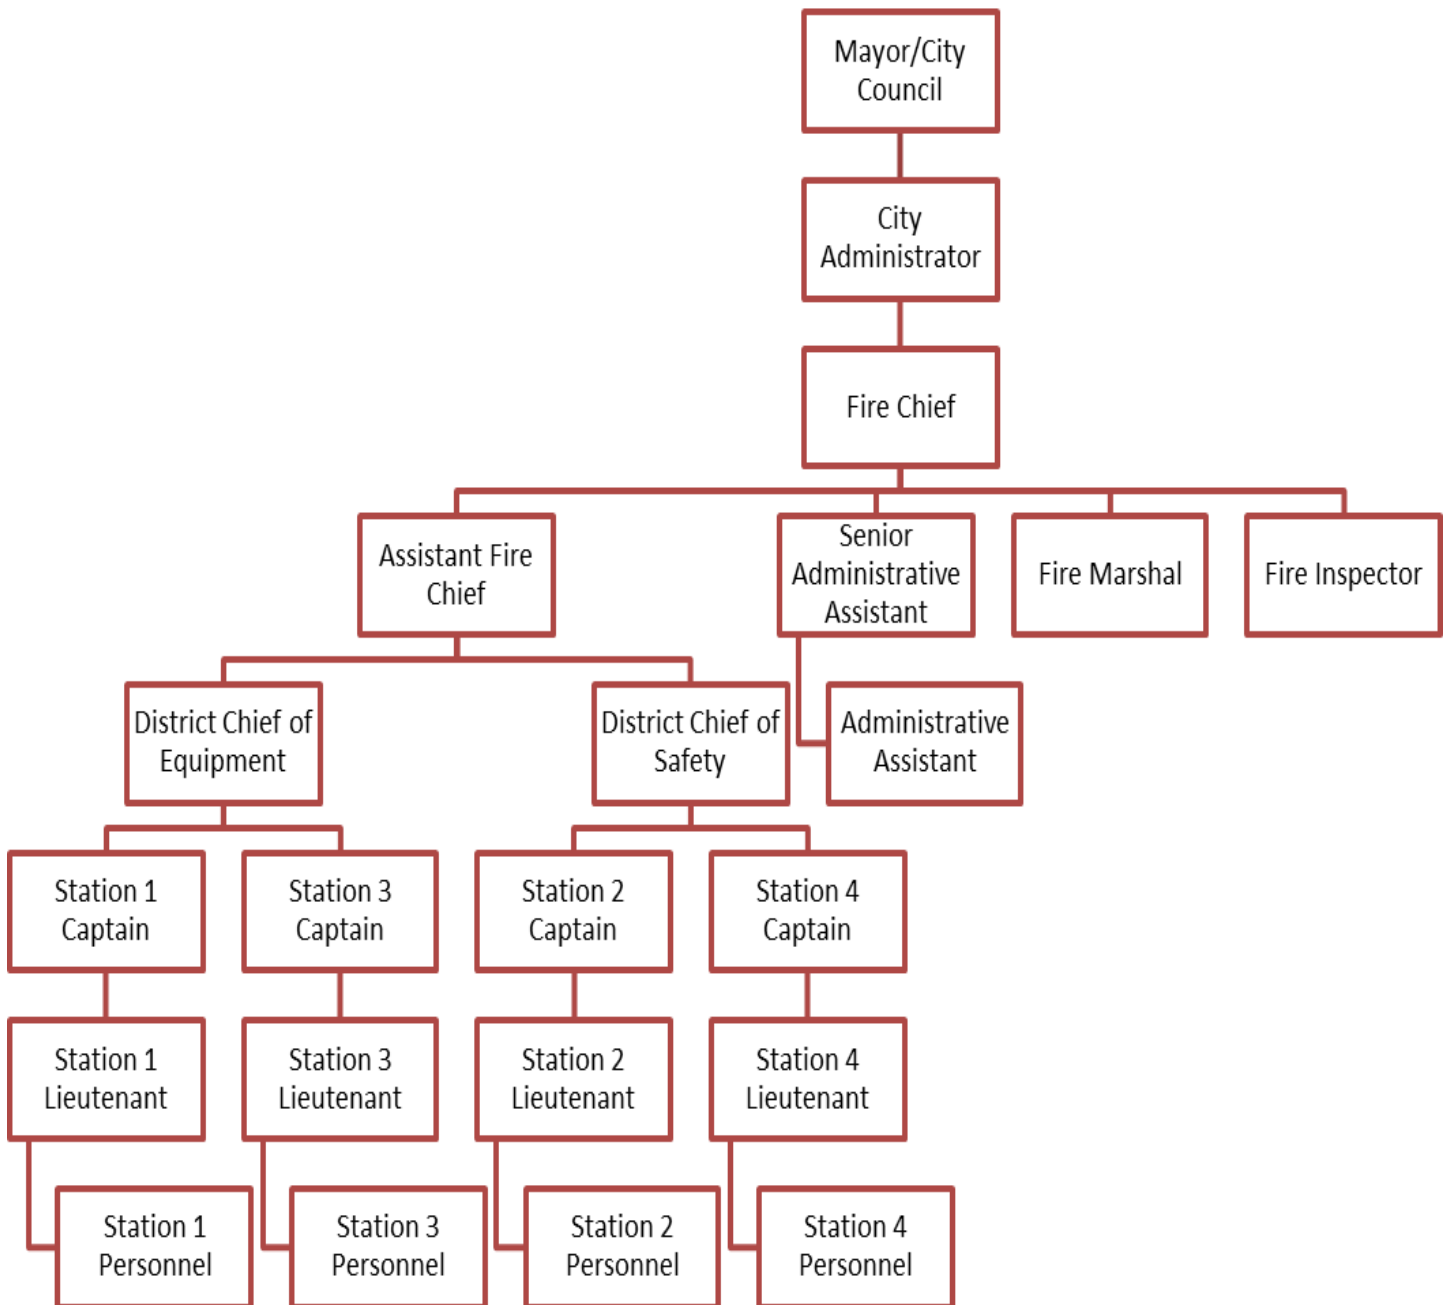 Mayor/City
Council
City
Administrator
Fire Chief
Assistant Fire
Chief
Senior
Administrative
Assistant
Fire Marshal
Fire Inspector
District Chief of
Equipment
District Chief of
Safety
Administrative
Assistant
Station 1
Captain
Station 3
Captain
Station 2
Captain
Station 4
Captain
Station 1
Lieutenant
Station 3
Lieutenant
Station 2
Lieutenant
Station 4
Lieutenant
Station 1
Personnel
Station 3
Personnel
Station 2
Personnel
Station 4
Personnel